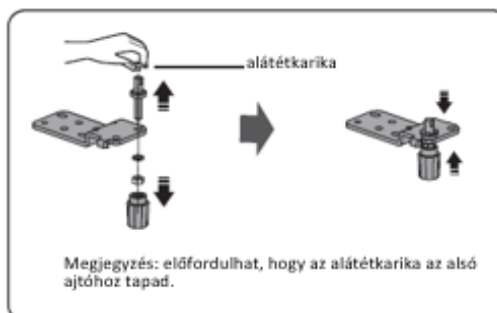 alátétkarika
Megjegyzés: előfordulhat, hogy az alátétkarika az alsó
ajtóhoz tapad.